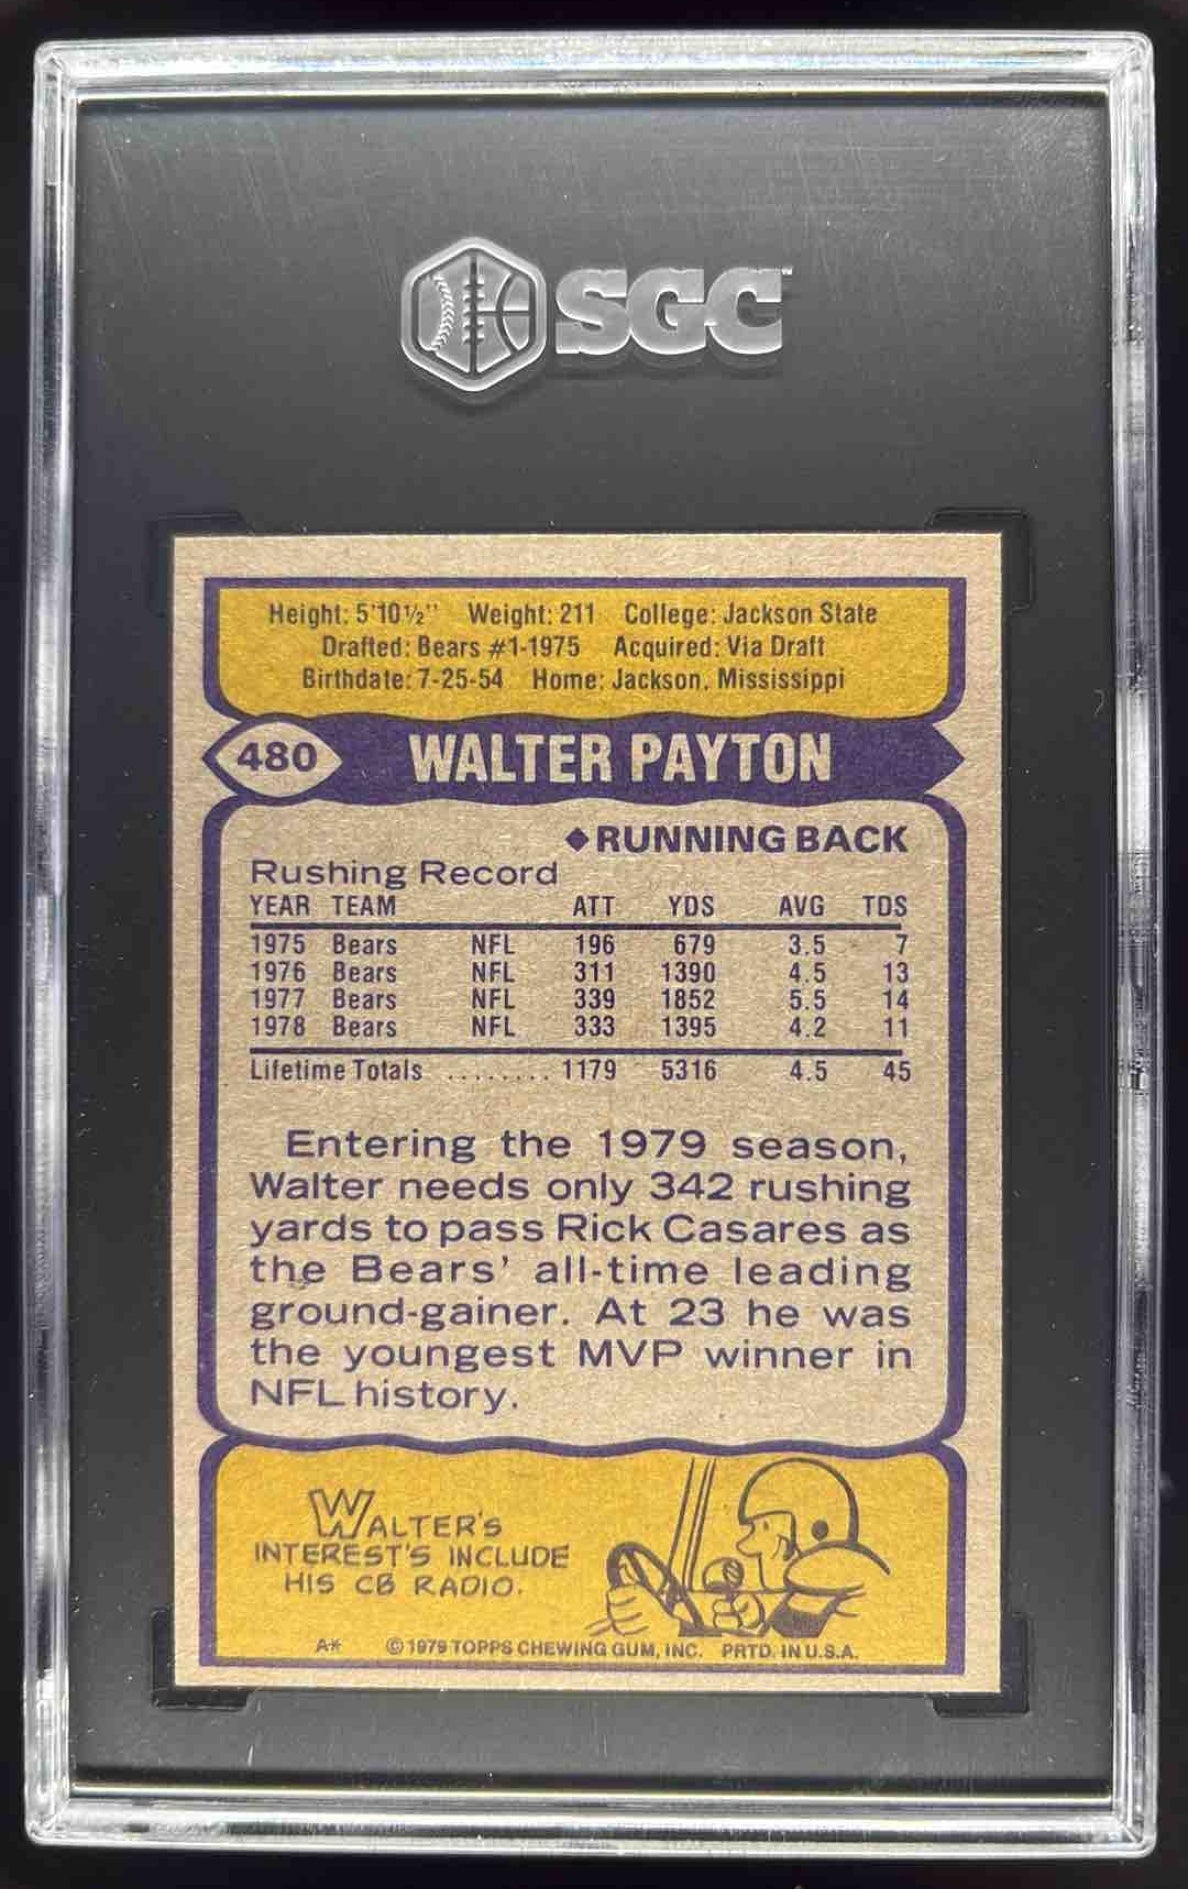 SGC™
Height: 5'10½'' Weight: 211 College: Jackson State
Drafted: Bears #1-1975 Acquired: Via Draft
Birthdate: 7-25-54 Home: Jackson, Mississippi
480 WALTER PAYTON
◆RUNNING BACK
Rushing Record
YEAR TEAM ATT YDS AVG TDS
1975 Bears NFL 196 679 3.5 7
1976 Bears NFL 311 1390 4.5 13
1977 Bears NFL 339 1852 5.5 14
1978 Bears NFL 333 1395 4.2 11
Lifetime Totals ........ 1179 5316 4.5 45
Entering the 1979 season,
Walter needs only 342 rushing
yards to pass Rick Casares as
the Bears' all-time leading
ground-gainer. At 23 he was
the youngest MVP winner in
NFL history.
WALTER'S
INTEREST'S INCLUDE
HIS CB RADIO.
A* © 1979 TOPPS CHEWING GUM, INC. PRTD. IN U.S.A.